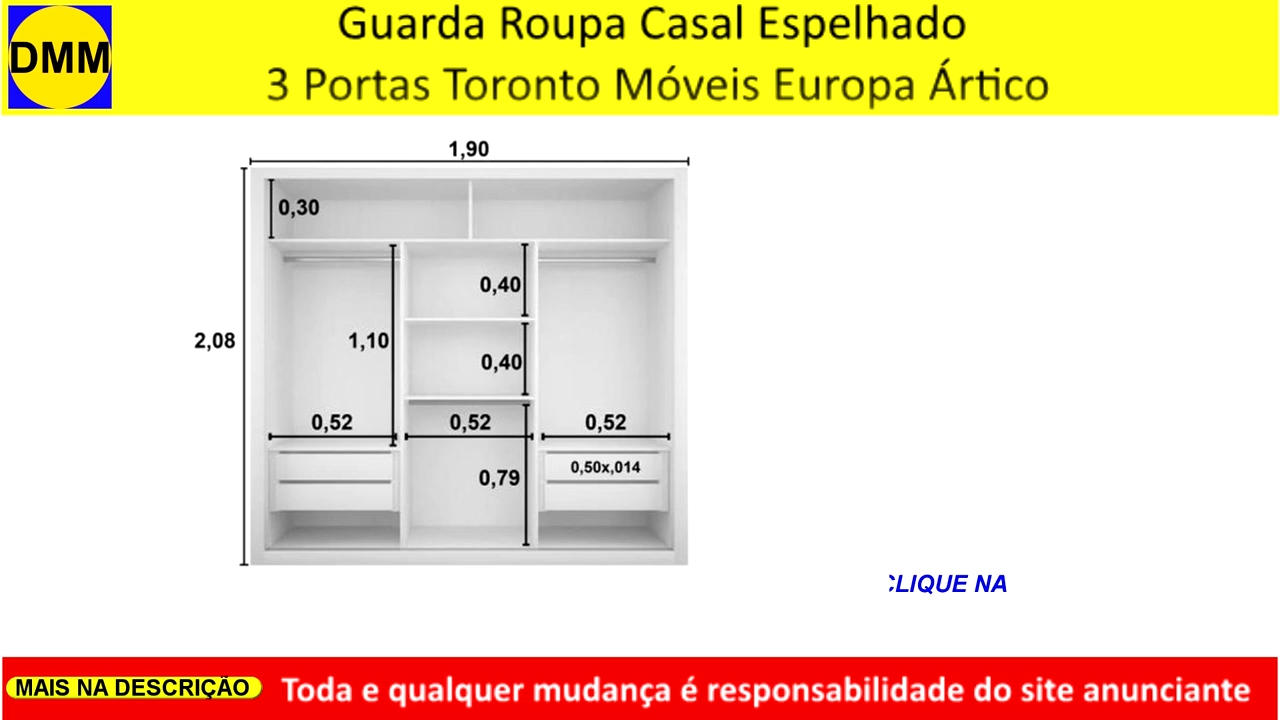 DMM
Guarda Roupa Casal Espelhado
3 Portas Toronto Móveis Europa Ártico
1,90
0,30
0,40
2,08
1,10
0,40
0,52
0,52
0,52
0,50x,014
0,79
CLIQUE NA
MAIS NA DESCRIÇÃO
Toda e qualquer mudança é responsabilidade do site anunciante